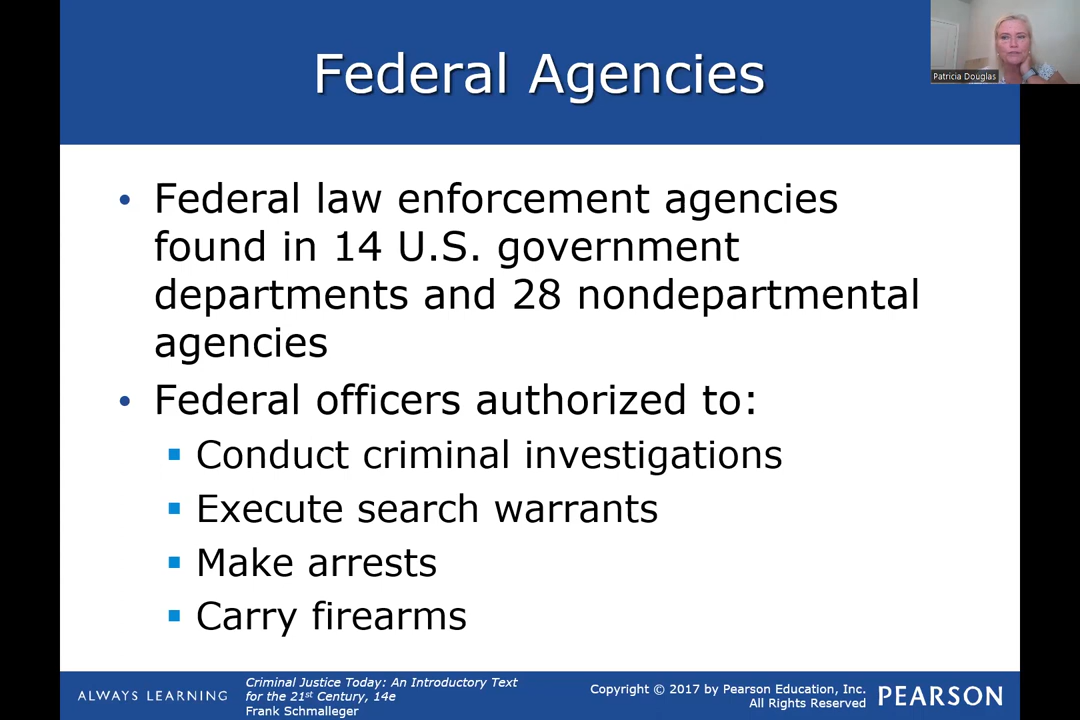 Federal Agencies
Patricia Douglas
• Federal law enforcement agencies
found in 14 U.S. government
departments and 28 nondepartmental
agencies
• Federal officers authorized to:
▪ Conduct criminal investigations
▪ Execute search warrants
▪ Make arrests
▪ Carry firearms
ALWAYS LEARNING
Criminal Justice Today: An Introductory Text
for the 21st Century, 14e
Frank Schmalleger
Copyright © 2017 by Pearson Education, Inc.
All Rights Reserved
PEARSON